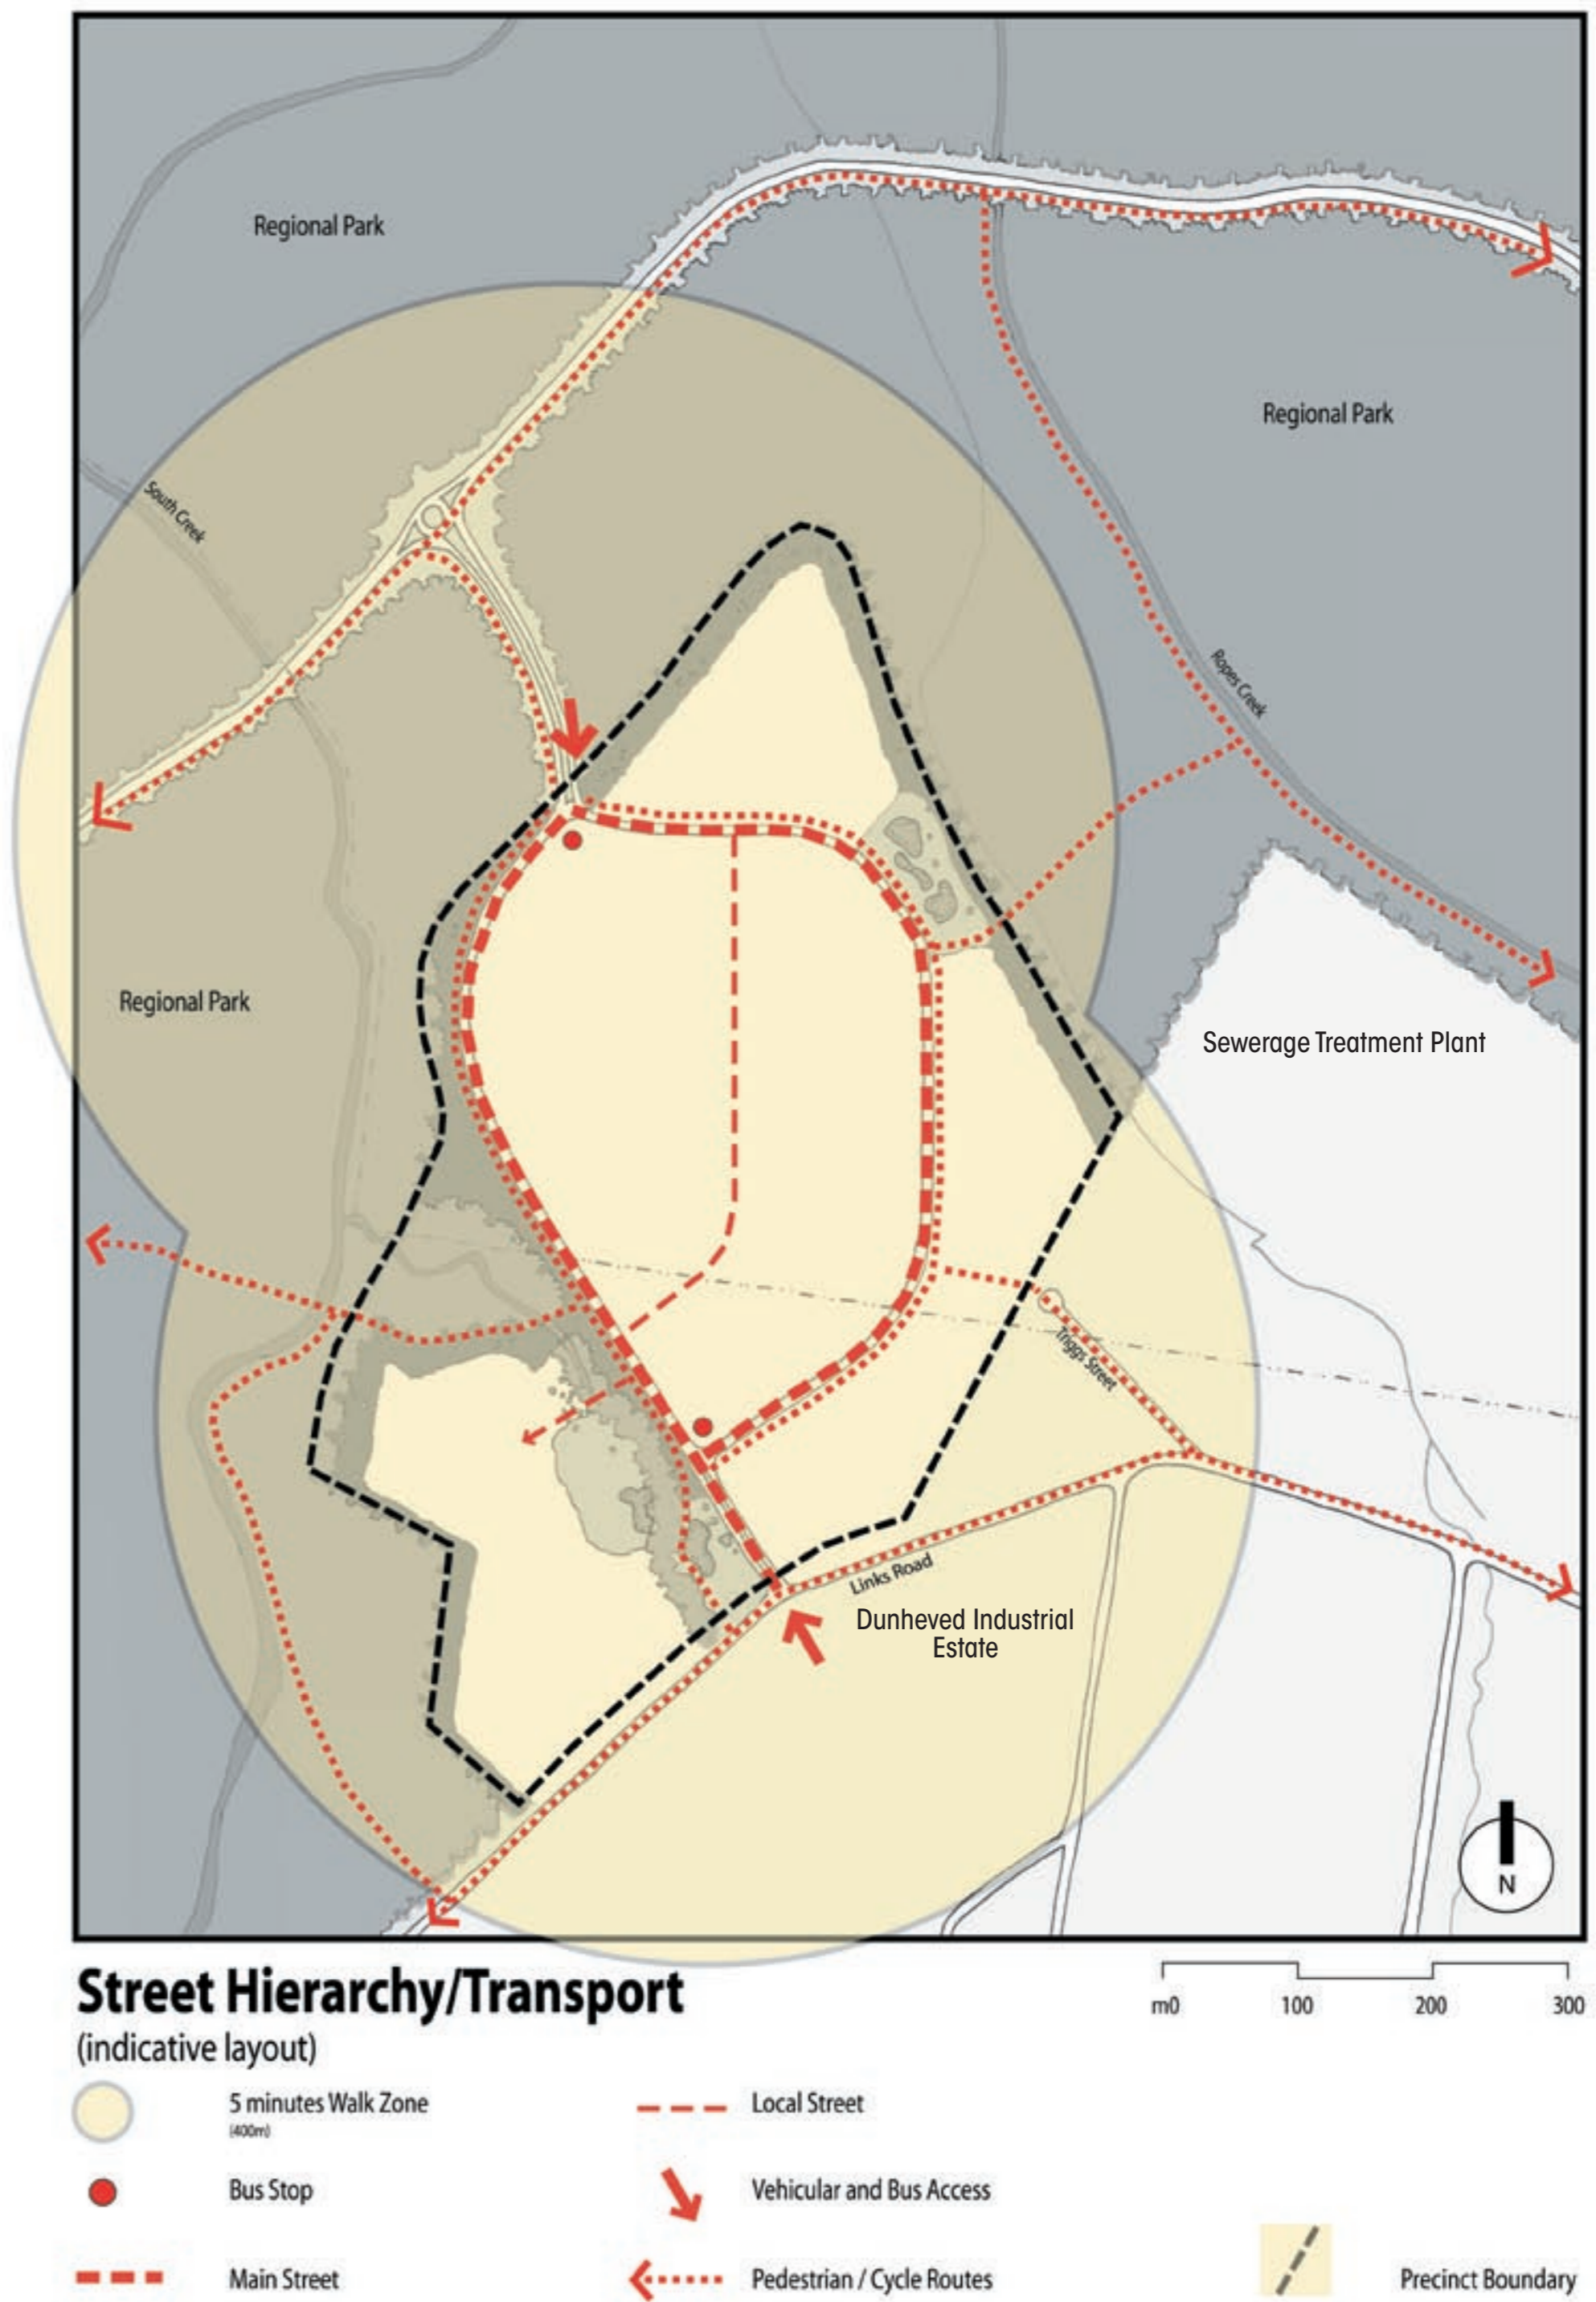 Regional Park
Regional Park
South Creek
Ropes Creek
Regional Park
Sewerage Treatment Plant
Triggs Street
Links Road
Dunheved Industrial
Estate
N
Street Hierarchy/Transport
(indicative layout)
m0 100 200 300
5 minutes Walk Zone
(400m)
Local Street
Bus Stop
Vehicular and Bus Access
Main Street
Pedestrian / Cycle Routes
Precinct Boundary